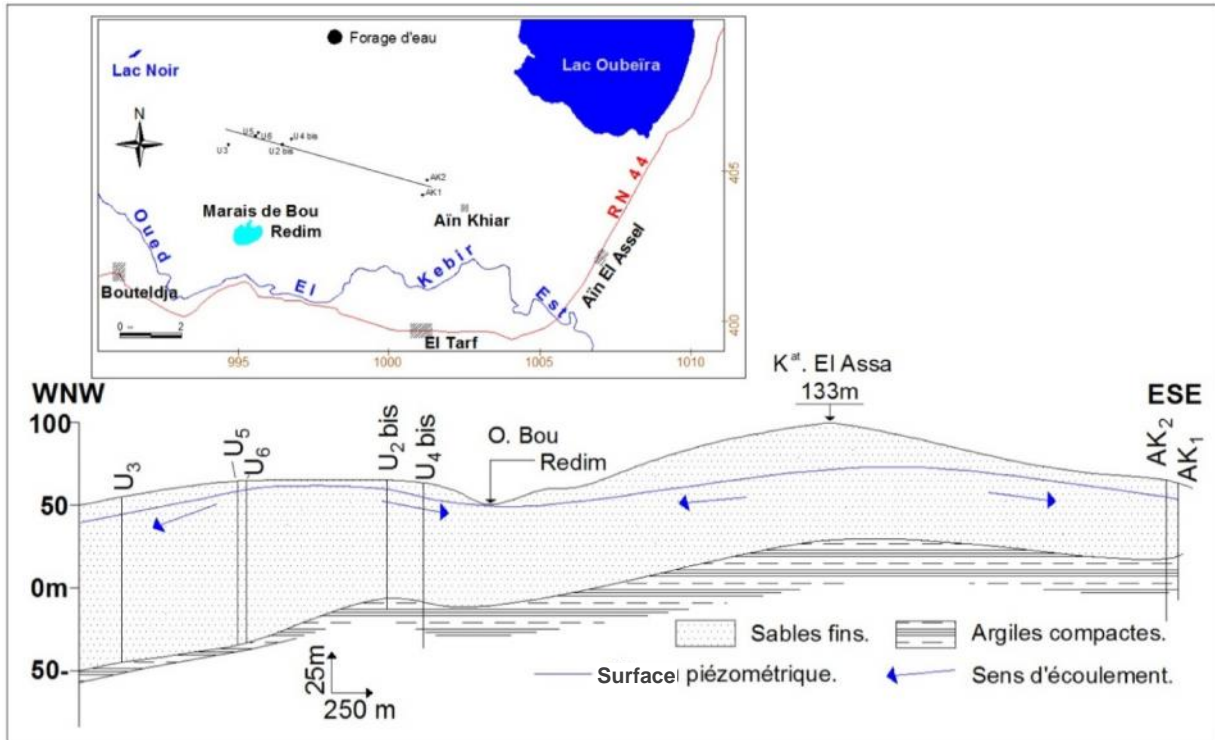 Forage d'eau
Lac Noir
Lac Oubeïra
N
U5
U6
U4 bis
U3
U2 bis
AK2
AK1
405
RN 44
Marais de Bou
Redim
Aïn Khiar
Oued
El
Kebir
Est
Aïn El Assel
Bouteldja
0
2
El Tarf
400
995
1000
1005
1010
Kat. El Assa
133m
WNW
ESE
100
U3
U5
U6
U2 bis
U4 bis
O. Bou
Redim
AK2
AK1
50
0m
50-
25m
250 m
Sables fins.
Argiles compactes.
Surface piézométrique.
Sens d'écoulement.